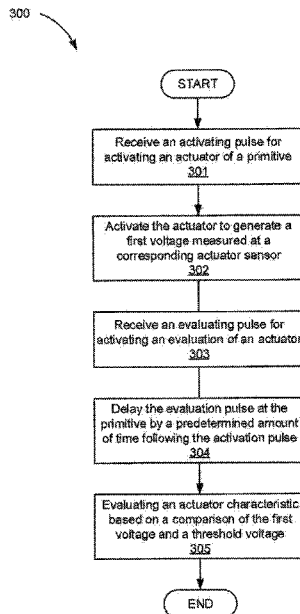 300
START
Receive an activating pulse for
activating an actuator of a primitive
301
Activate the actuator to generate a
first voltage measured at a
corresponding actuator sensor
302
Receive an evaluating pulse for
activating an evaluation of an actuator
303
Delay the evaluation pulse at the
primitive by a predetermined amount
of time following the activation pulse
304
Evaluating an actuator characteristic
based on a comparison of the first
voltage and a threshold voltage
305
END